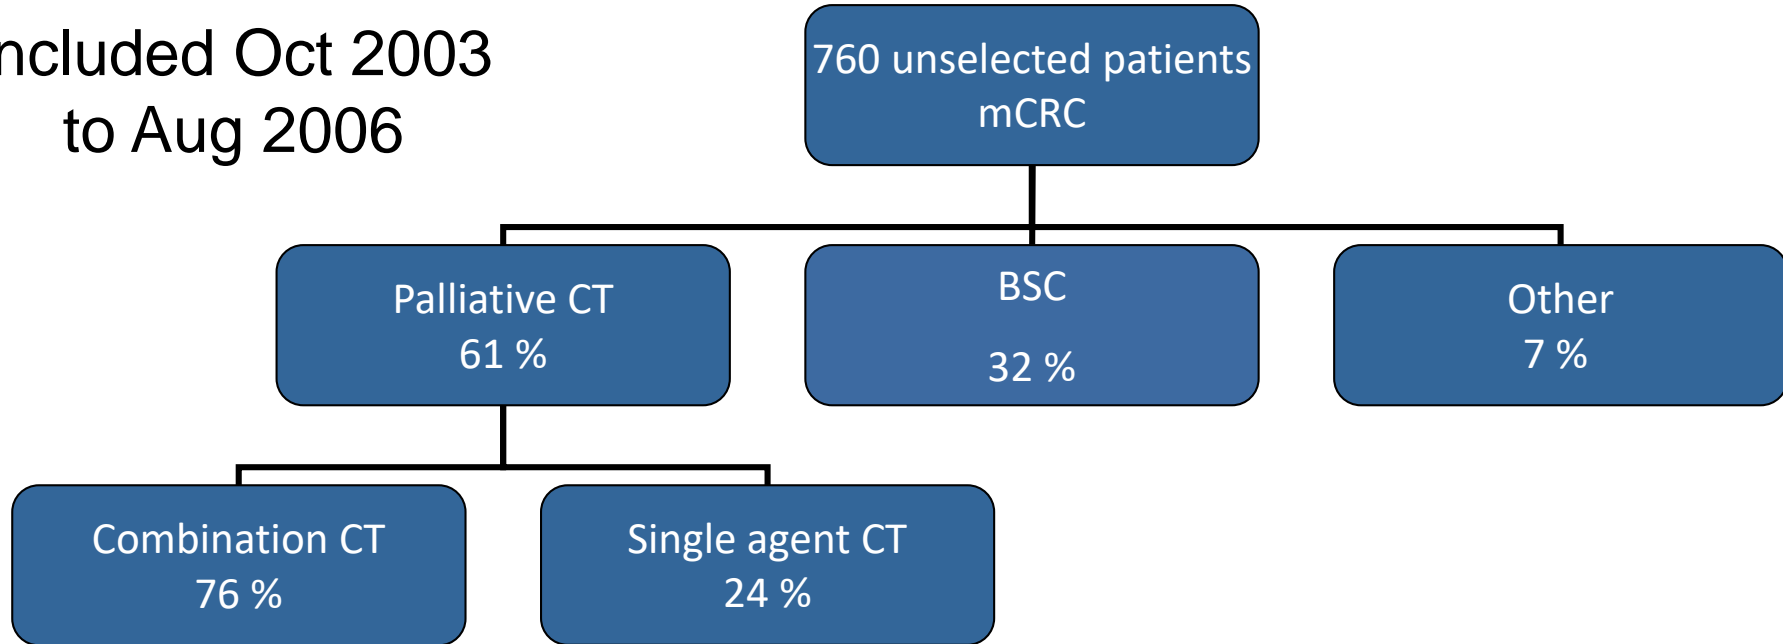 ncluded Oct 2003
to Aug 2006
760 unselected patients
mCRC
Palliative CT
61 %
BSC
32 %
Other
7 %
Combination CT
76 %
Single agent CT
24 %